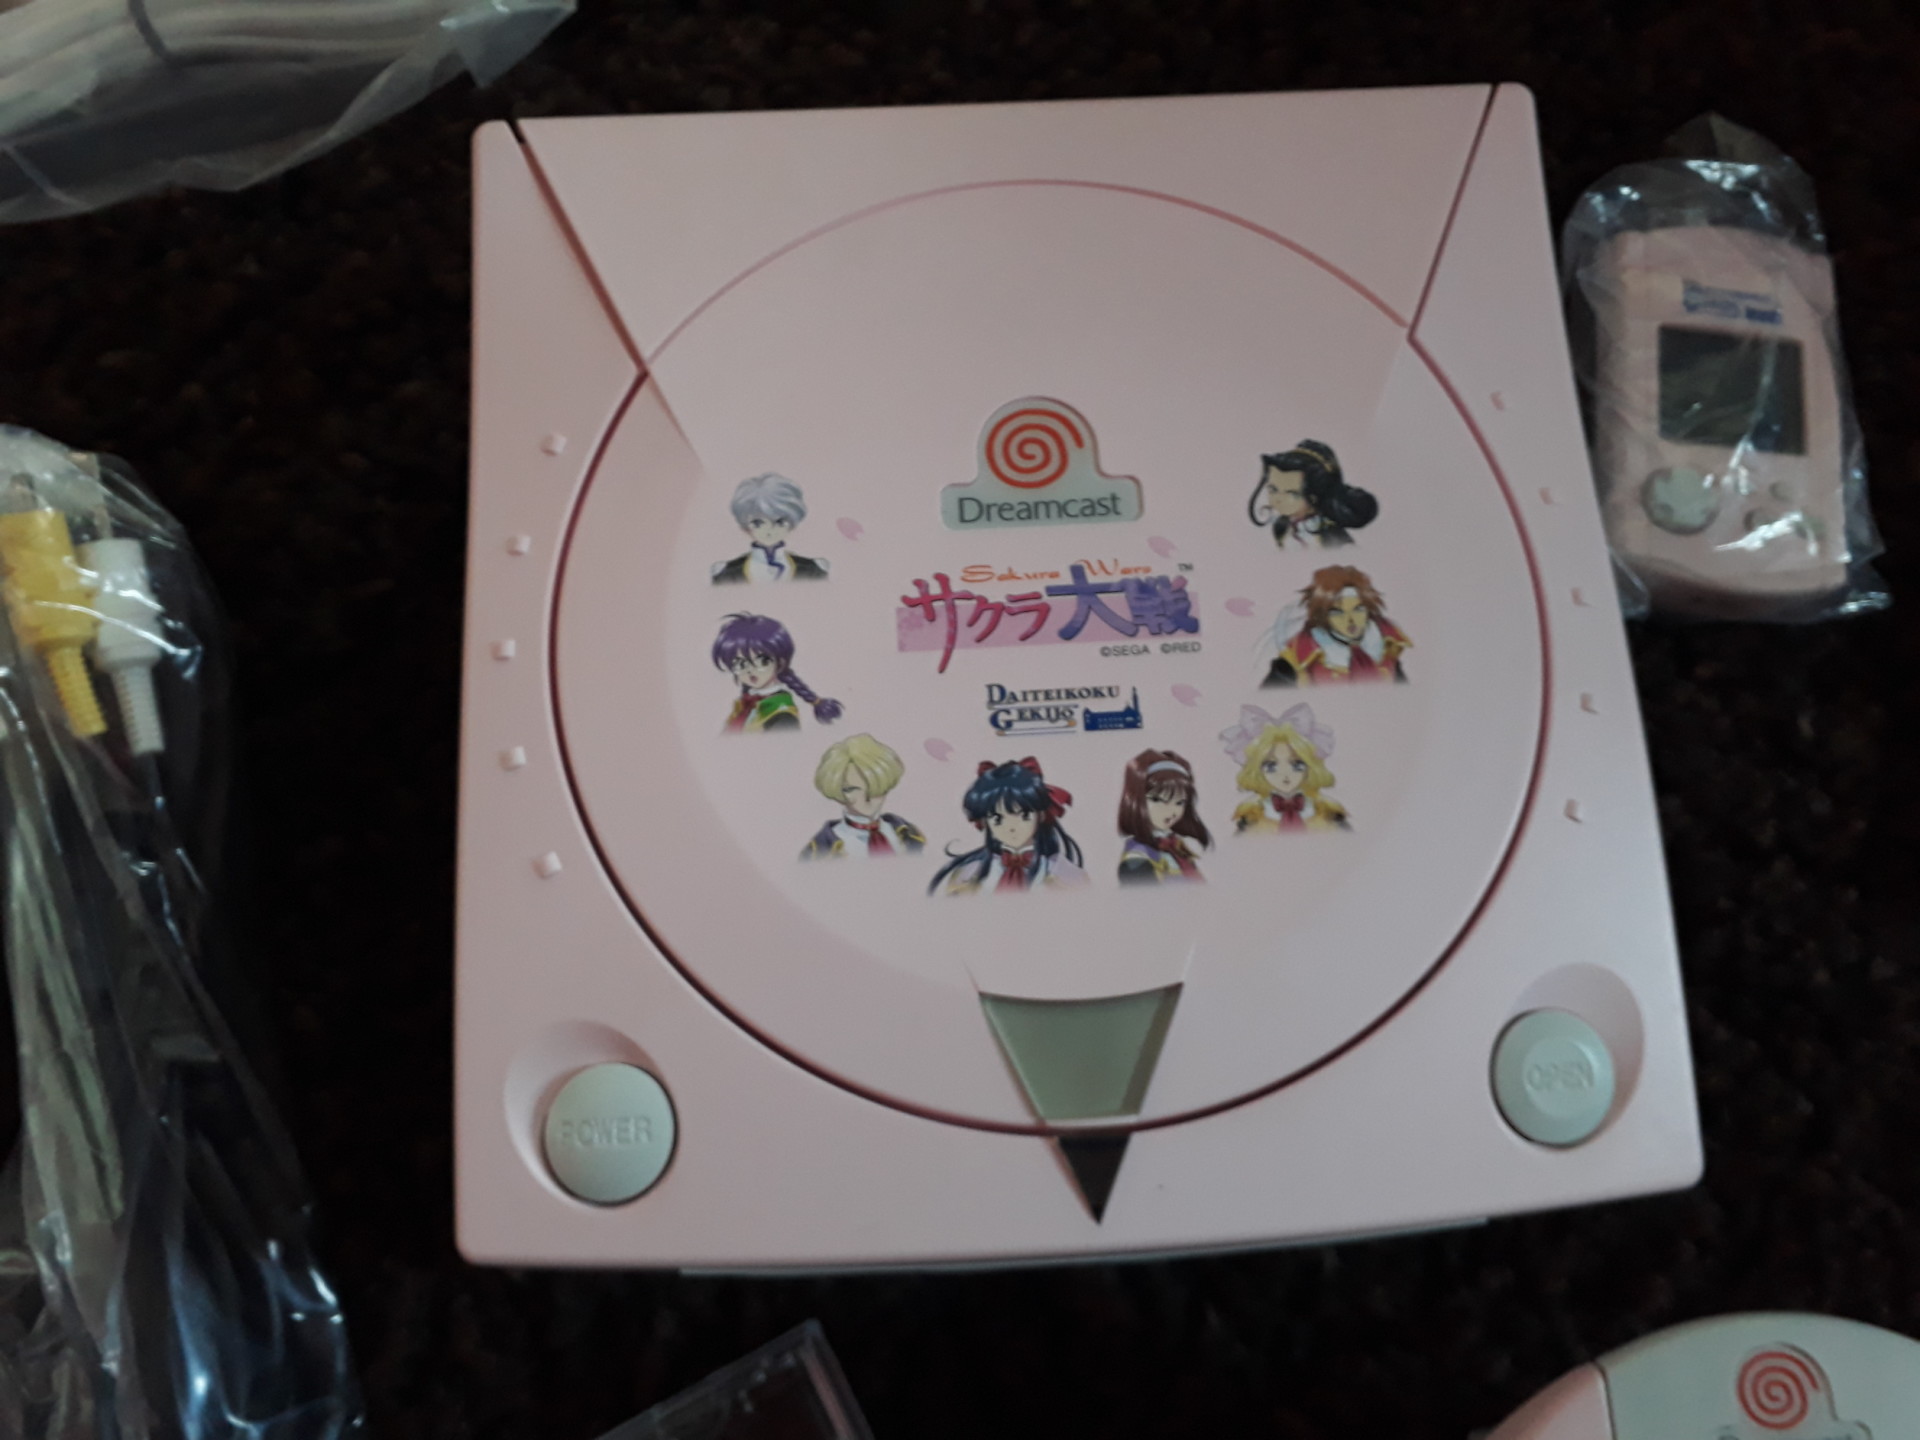 Dreamcast
Sakura Wars ™
サクラ大戦
©SEGA ©RED
DAITEIKOKU
GEKIJO
POWER
OPEN